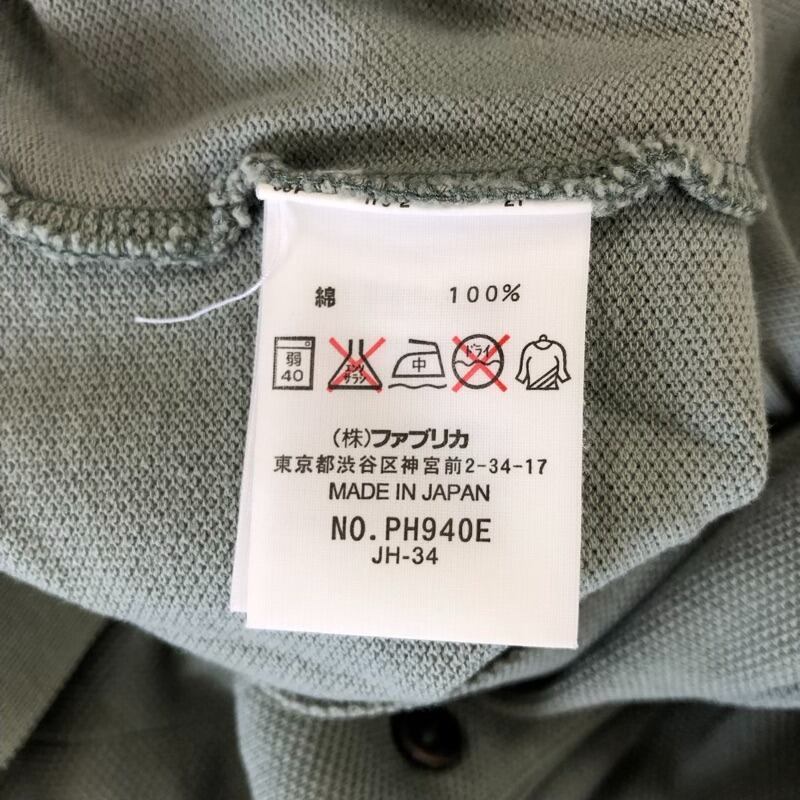 綿 100%
弱 40 エンソ サラシ 中 ドライ
(株)ファブリカ
東京都渋谷区神宮前2-34-17
MADE IN JAPAN
NO.PH940E
JH-34